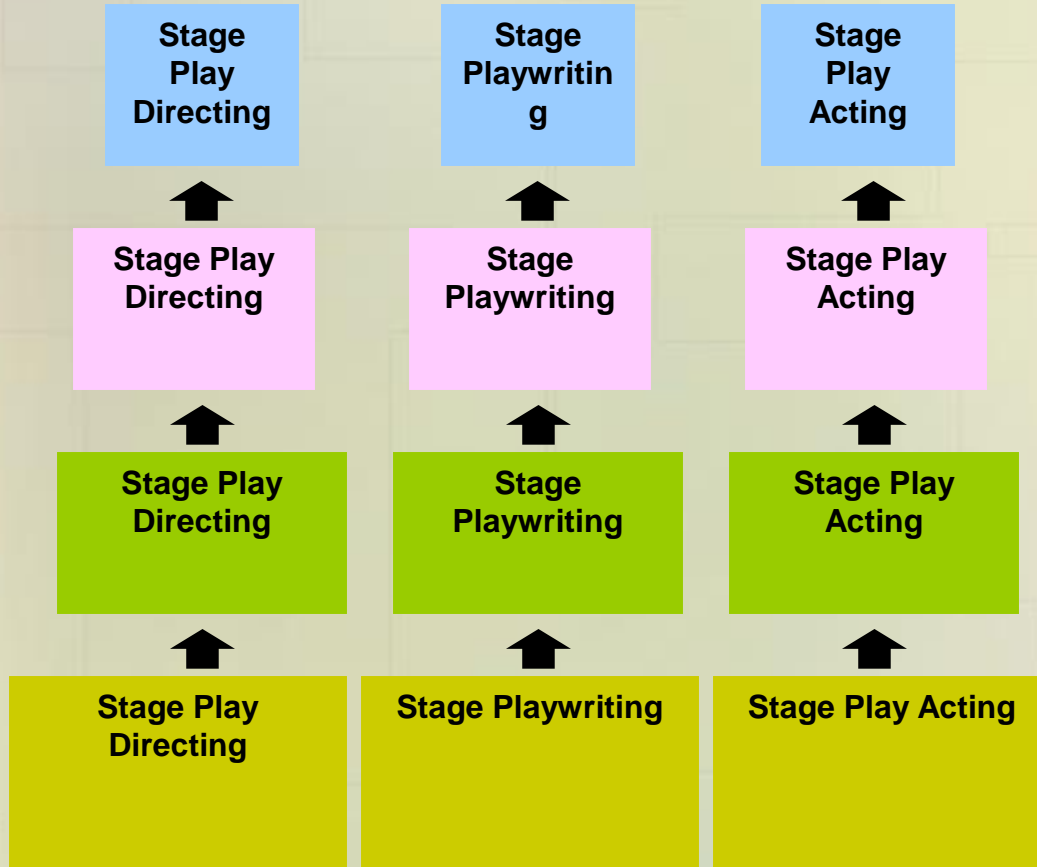 Stage
Play
Directing
Stage
Playwritin
g
Stage
Play
Acting
Stage Play
Directing
Stage
Playwriting
Stage Play
Acting
Stage Play
Directing
Stage
Playwriting
Stage Play
Acting
Stage Play
Directing
Stage Playwriting
Stage Play Acting